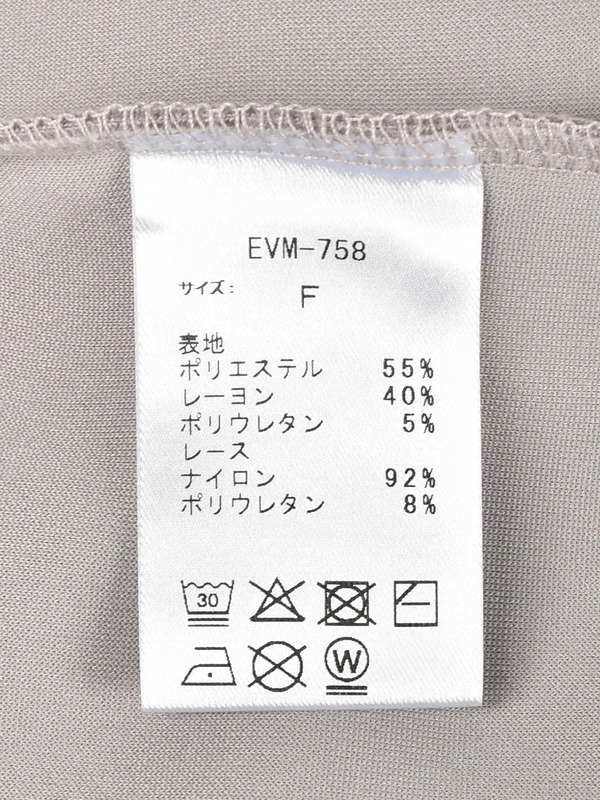 EVM-758
サイズ: F
表地
ポリエステル 55%
レーヨン 40%
ポリウレタン 5%
レース
ナイロン 92%
ポリウレタン 8%
30
W